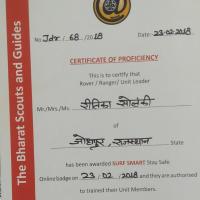 The Bharat Scouts and Guides
No. Jdr/68/2018 Date:- 23-02-2018
CERTIFICATE OF PROFICIENCY
This is to certify that
Rover / Ranger/ Unit Leader
Mr./Mrs./Ms. रीतिका सोलंकी
of
जोधपुर, राजस्थान State
has been awarded SURF SMART Stay Safe
Online badge on 23 / 02 / 2018 and they are authorised
to trained their Unit Members.